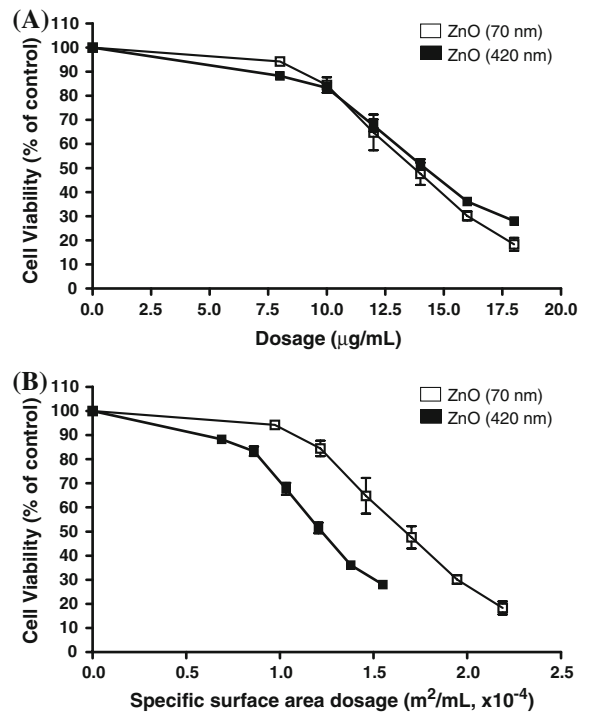 (A)
Cell Viability (% of control)
110
100
90
80
70
60
50
40
30
20
10
0
0.0 2.5 5.0 7.5 10.0 12.5 15.0 17.5 20.0
Dosage (μg/mL)
ZnO (70 nm)
ZnO (420 nm)
(B)
Cell Viability (% of control)
110
100
90
80
70
60
50
40
30
20
10
0
0.0 0.5 1.0 1.5 2.0 2.5
Specific surface area dosage (m²/mL, x10⁻⁴)
ZnO (70 nm)
ZnO (420 nm)